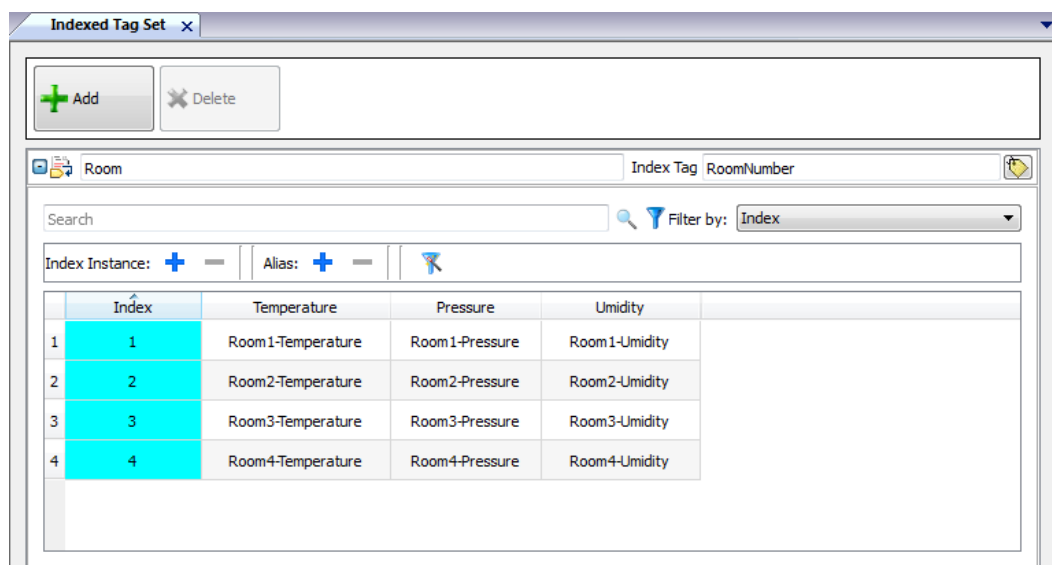 Indexed Tag Set
Add Delete
Room Index Tag RoomNumber
Search Filter by: Index
Index Instance: Alias:
Index Temperature Pressure Umidity
1 1 Room1-Temperature Room1-Pressure Room1-Umidity
2 2 Room2-Temperature Room2-Pressure Room2-Umidity
3 3 Room3-Temperature Room3-Pressure Room3-Umidity
4 4 Room4-Temperature Room4-Pressure Room4-Umidity